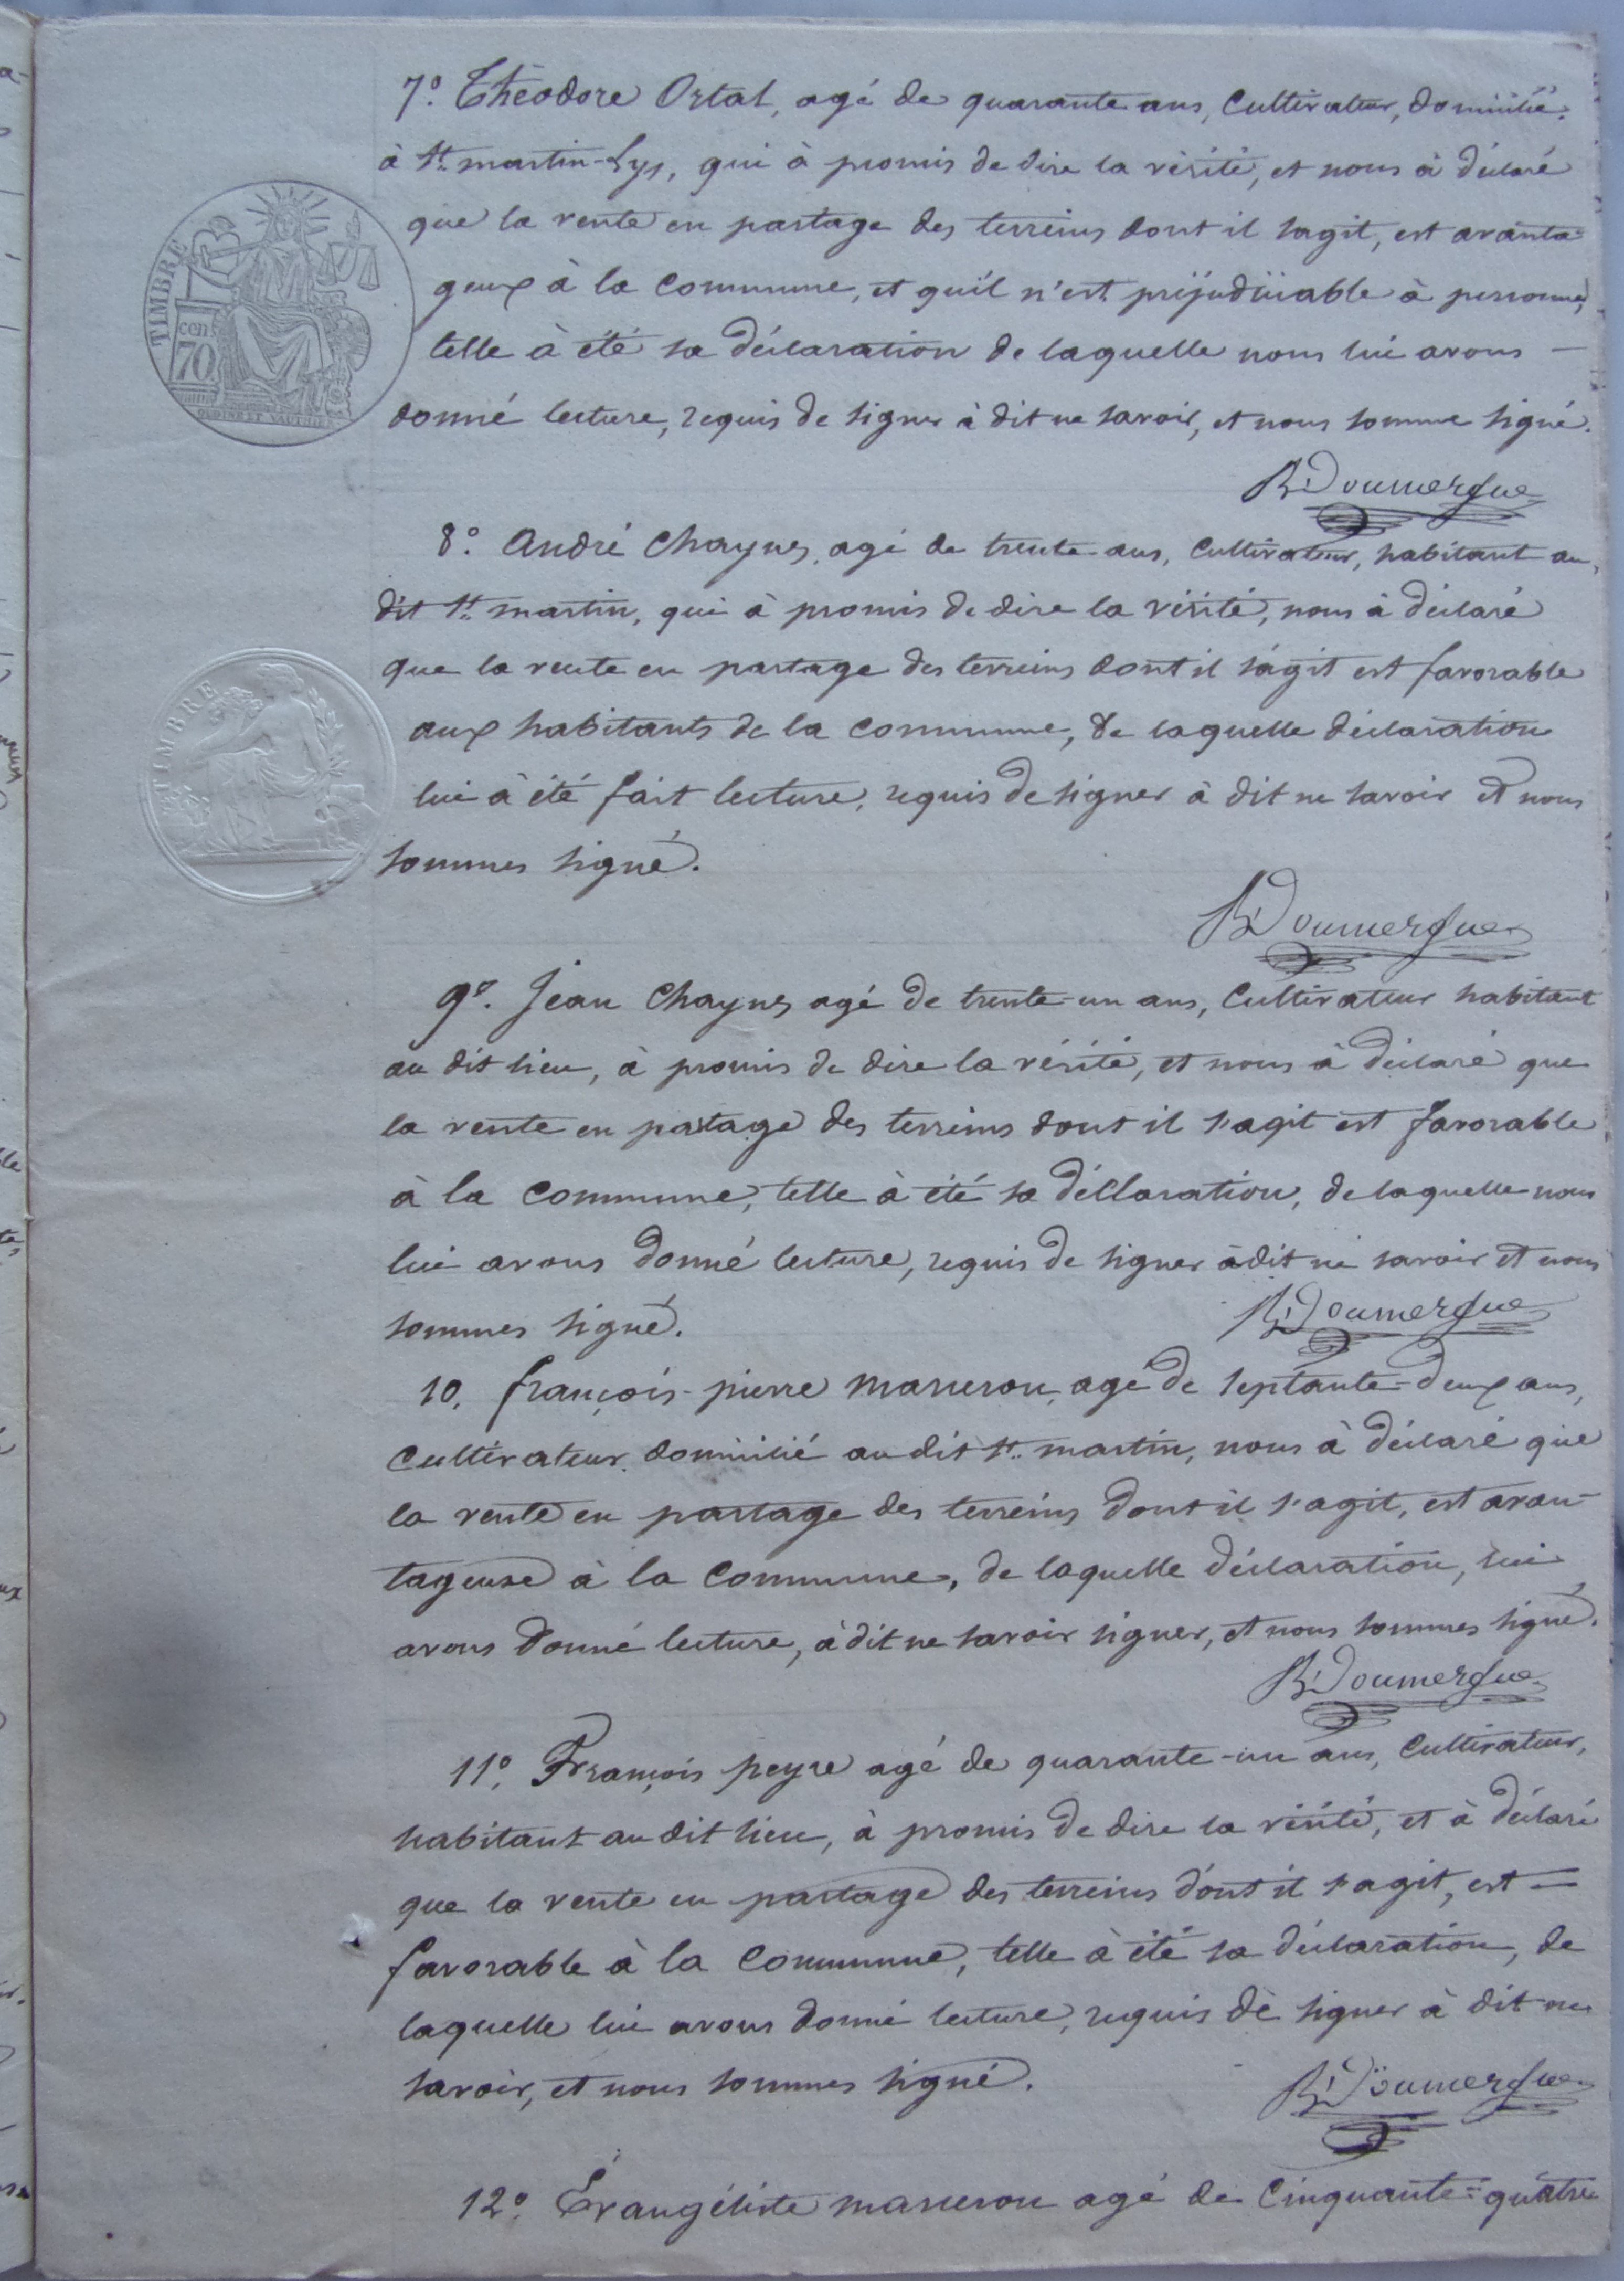 7°. Théodore Ortal, agé de quarante ans, Cultivateur, domicilié
à St. martin-Lys, qui à promis de dire la vérité, et nous à déclaré
que la vente en partage des terreins dont il sagit, est avanta-
geux à la Commune, et quil n'est préjudiciable à personne,
telle à été sa déclaration de laquelle nous lui avons —
donné lecture, requis de signer à dit ne savoir, et nous somme signé.
Doumergue
8°. André Chaynes, agé de trente ans, Cultivateur, habitant au
dit St. martin, qui à promis de dire la vérité, nous à déclaré
que la vente en partage des terreins dont il s'agit est favorable
aux habitants de la Commune, de laquelle déclaration
lui à été fait lecture, requis de signer à dit ne savoir et nous
sommes signé.
Doumergue
9°. Jean Chaynes agé de trente-un ans, Cultivateur habitant
au dit lieu, à promis de dire la vérité, et nous à déclaré que
la vente en partage des terreins dont il s'agit est favorable
à la Commune, telle à été sa déclaration, de laquelle nous
lui avons donné lecture, requis de signer à dit ne savoir et nous
sommes signé.
Doumergue
10. françois-pierre marceron, agé de septante-deux ans,
Cultivateur domicilié au dit St. martin, nous à déclaré que
la vente en partage des terreins dont il s'agit, est avan-
tageuse à la Commune, de laquelle déclaration, lui
avons donné lecture, à dit ne savoir signer, et nous sommes signé.
Doumergue
11°. François peyre agé de quarante-un ans, Cultivateur,
habitant au dit lieu, à promis de dire la vérité, et à déclaré
que la vente en partage des terreins dont il s'agit, est —
favorable à la Commune, telle à été sa déclaration, de
laquelle lui avons donné lecture, requis de signer à dit ne
savoir, et nous sommes signé.
Doumergue
12°. Évangéliste marceron agé de Cinquante-quatre
TIMBRE
70 cen
OUDINE ET VAUTHIER
TIMBRE